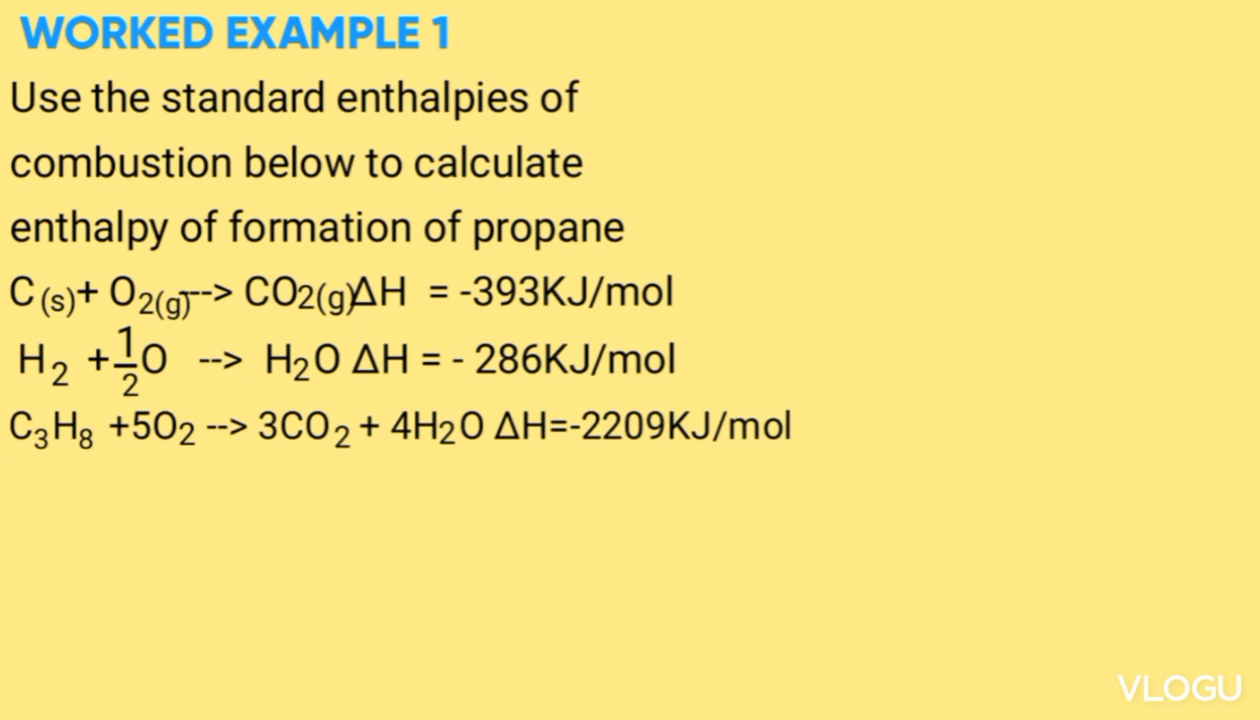 WORKED EXAMPLE 1
Use the standard enthalpies of
combustion below to calculate
enthalpy of formation of propane
C (s)+ O2(g)--> CO2(g)ΔH = -393KJ/mol
H2 +1/2O --> H2O ΔH = - 286KJ/mol
C3H8 +5O2 --> 3CO2 + 4H2O ΔH=-2209KJ/mol
VLOGU